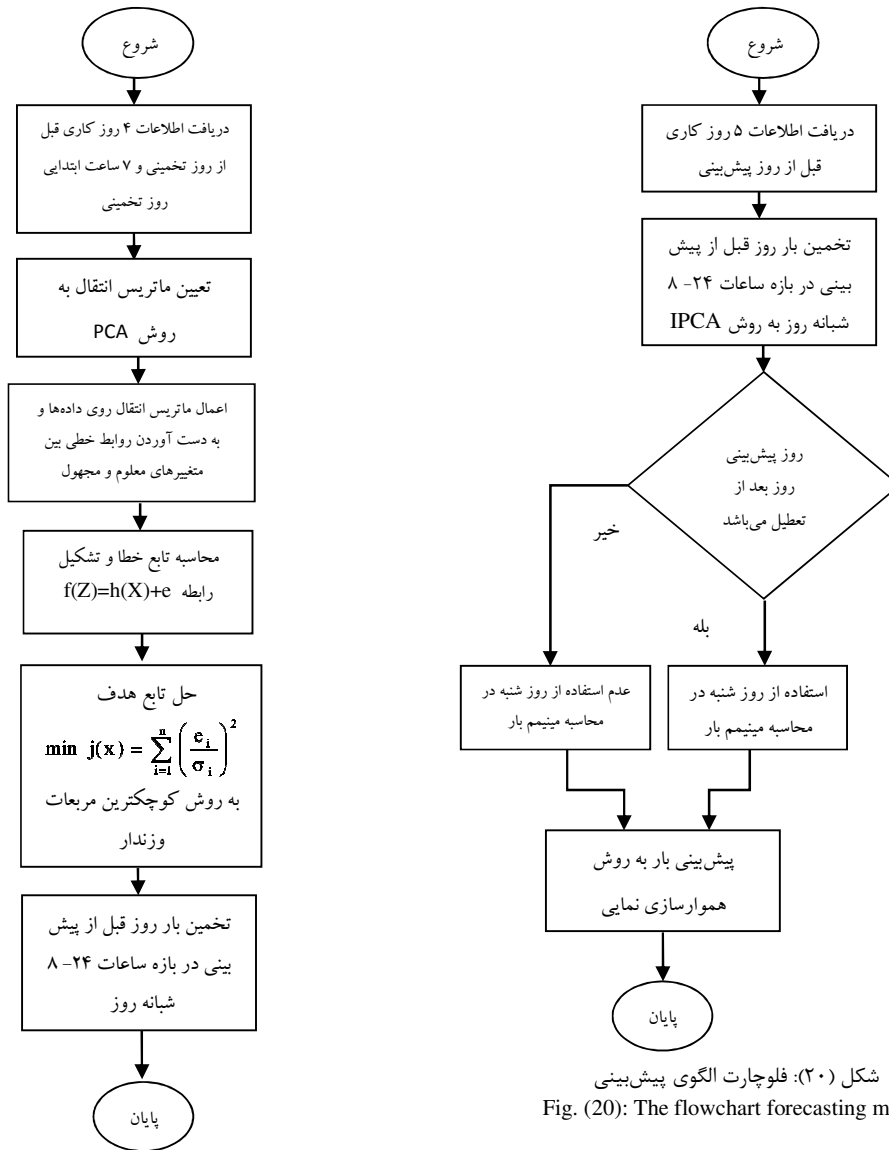 شروع
دریافت اطلاعات ۴ روز کاری قبل
از روز تخمینی و ۷ ساعت ابتدایی
روز تخمینی
تعیین ماتریس انتقال به
روش PCA
اعمال ماتریس انتقال روی داده‌ها و
به دست آوردن روابط خطی بین
متغیرهای معلوم و مجهول
محاسبه تابع خطا و تشکیل
رابطه f(Z)=h(X)+e
حل تابع هدف
min j(x) = \sum_{i=1}^{n} \left( \frac{e_i}{\sigma_i} \right)^2
به روش کوچکترین مربعات
وزندار
تخمین بار روز قبل از پیش
بینی در بازه ساعات ۲۴- ۸
شبانه روز
پایان
شروع
دریافت اطلاعات ۵ روز کاری
قبل از روز پیش‌بینی
تخمین بار روز قبل از پیش
بینی در بازه ساعات ۲۴- ۸
شبانه روز به روش IPCA
روز پیش‌بینی
روز بعد از
تعطیل می‌باشد
خیر
بله
عدم استفاده از روز شنبه در
محاسبه مینیمم بار
استفاده از روز شنبه در
محاسبه مینیمم بار
پیش‌بینی بار به روش
هموارسازی نمایی
پایان
شکل (۲۰): فلوچارت الگوی پیش‌بینی
Fig. (20): The flowchart forecasting m